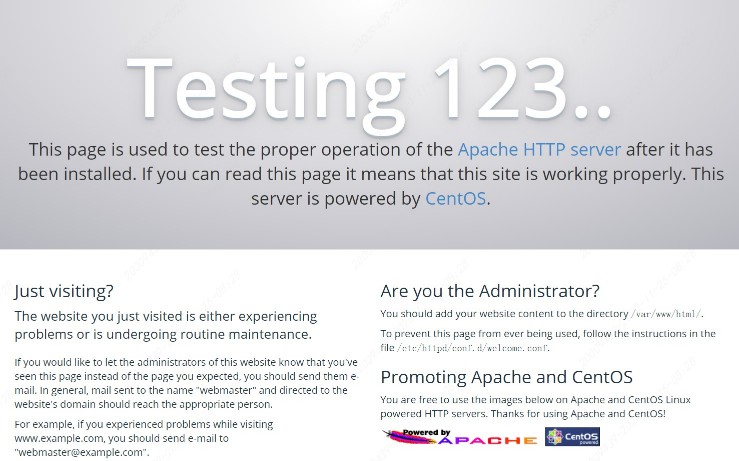 Testing 123..
This page is used to test the proper operation of the Apache HTTP server after it has
been installed. If you can read this page it means that this site is working properly. This
server is powered by CentOS.
Just visiting?
The website you just visited is either experiencing
problems or is undergoing routine maintenance.
If you would like to let the administrators of this website know that you've
seen this page instead of the page you expected, you should send them e-
mail. In general, mail sent to the name "webmaster" and directed to the
website's domain should reach the appropriate person.
For example, if you experienced problems while visiting
www.example.com, you should send e-mail to
"webmaster@example.com".
Are you the Administrator?
You should add your website content to the directory /var/www/html/.
To prevent this page from ever being used, follow the instructions in the
file /etc/httpd/conf.d/welcome.conf.
Promoting Apache and CentOS
You are free to use the images below on Apache and CentOS Linux
powered HTTP servers. Thanks for using Apache and CentOS!
Powered by
APACHE
CentOS
powered